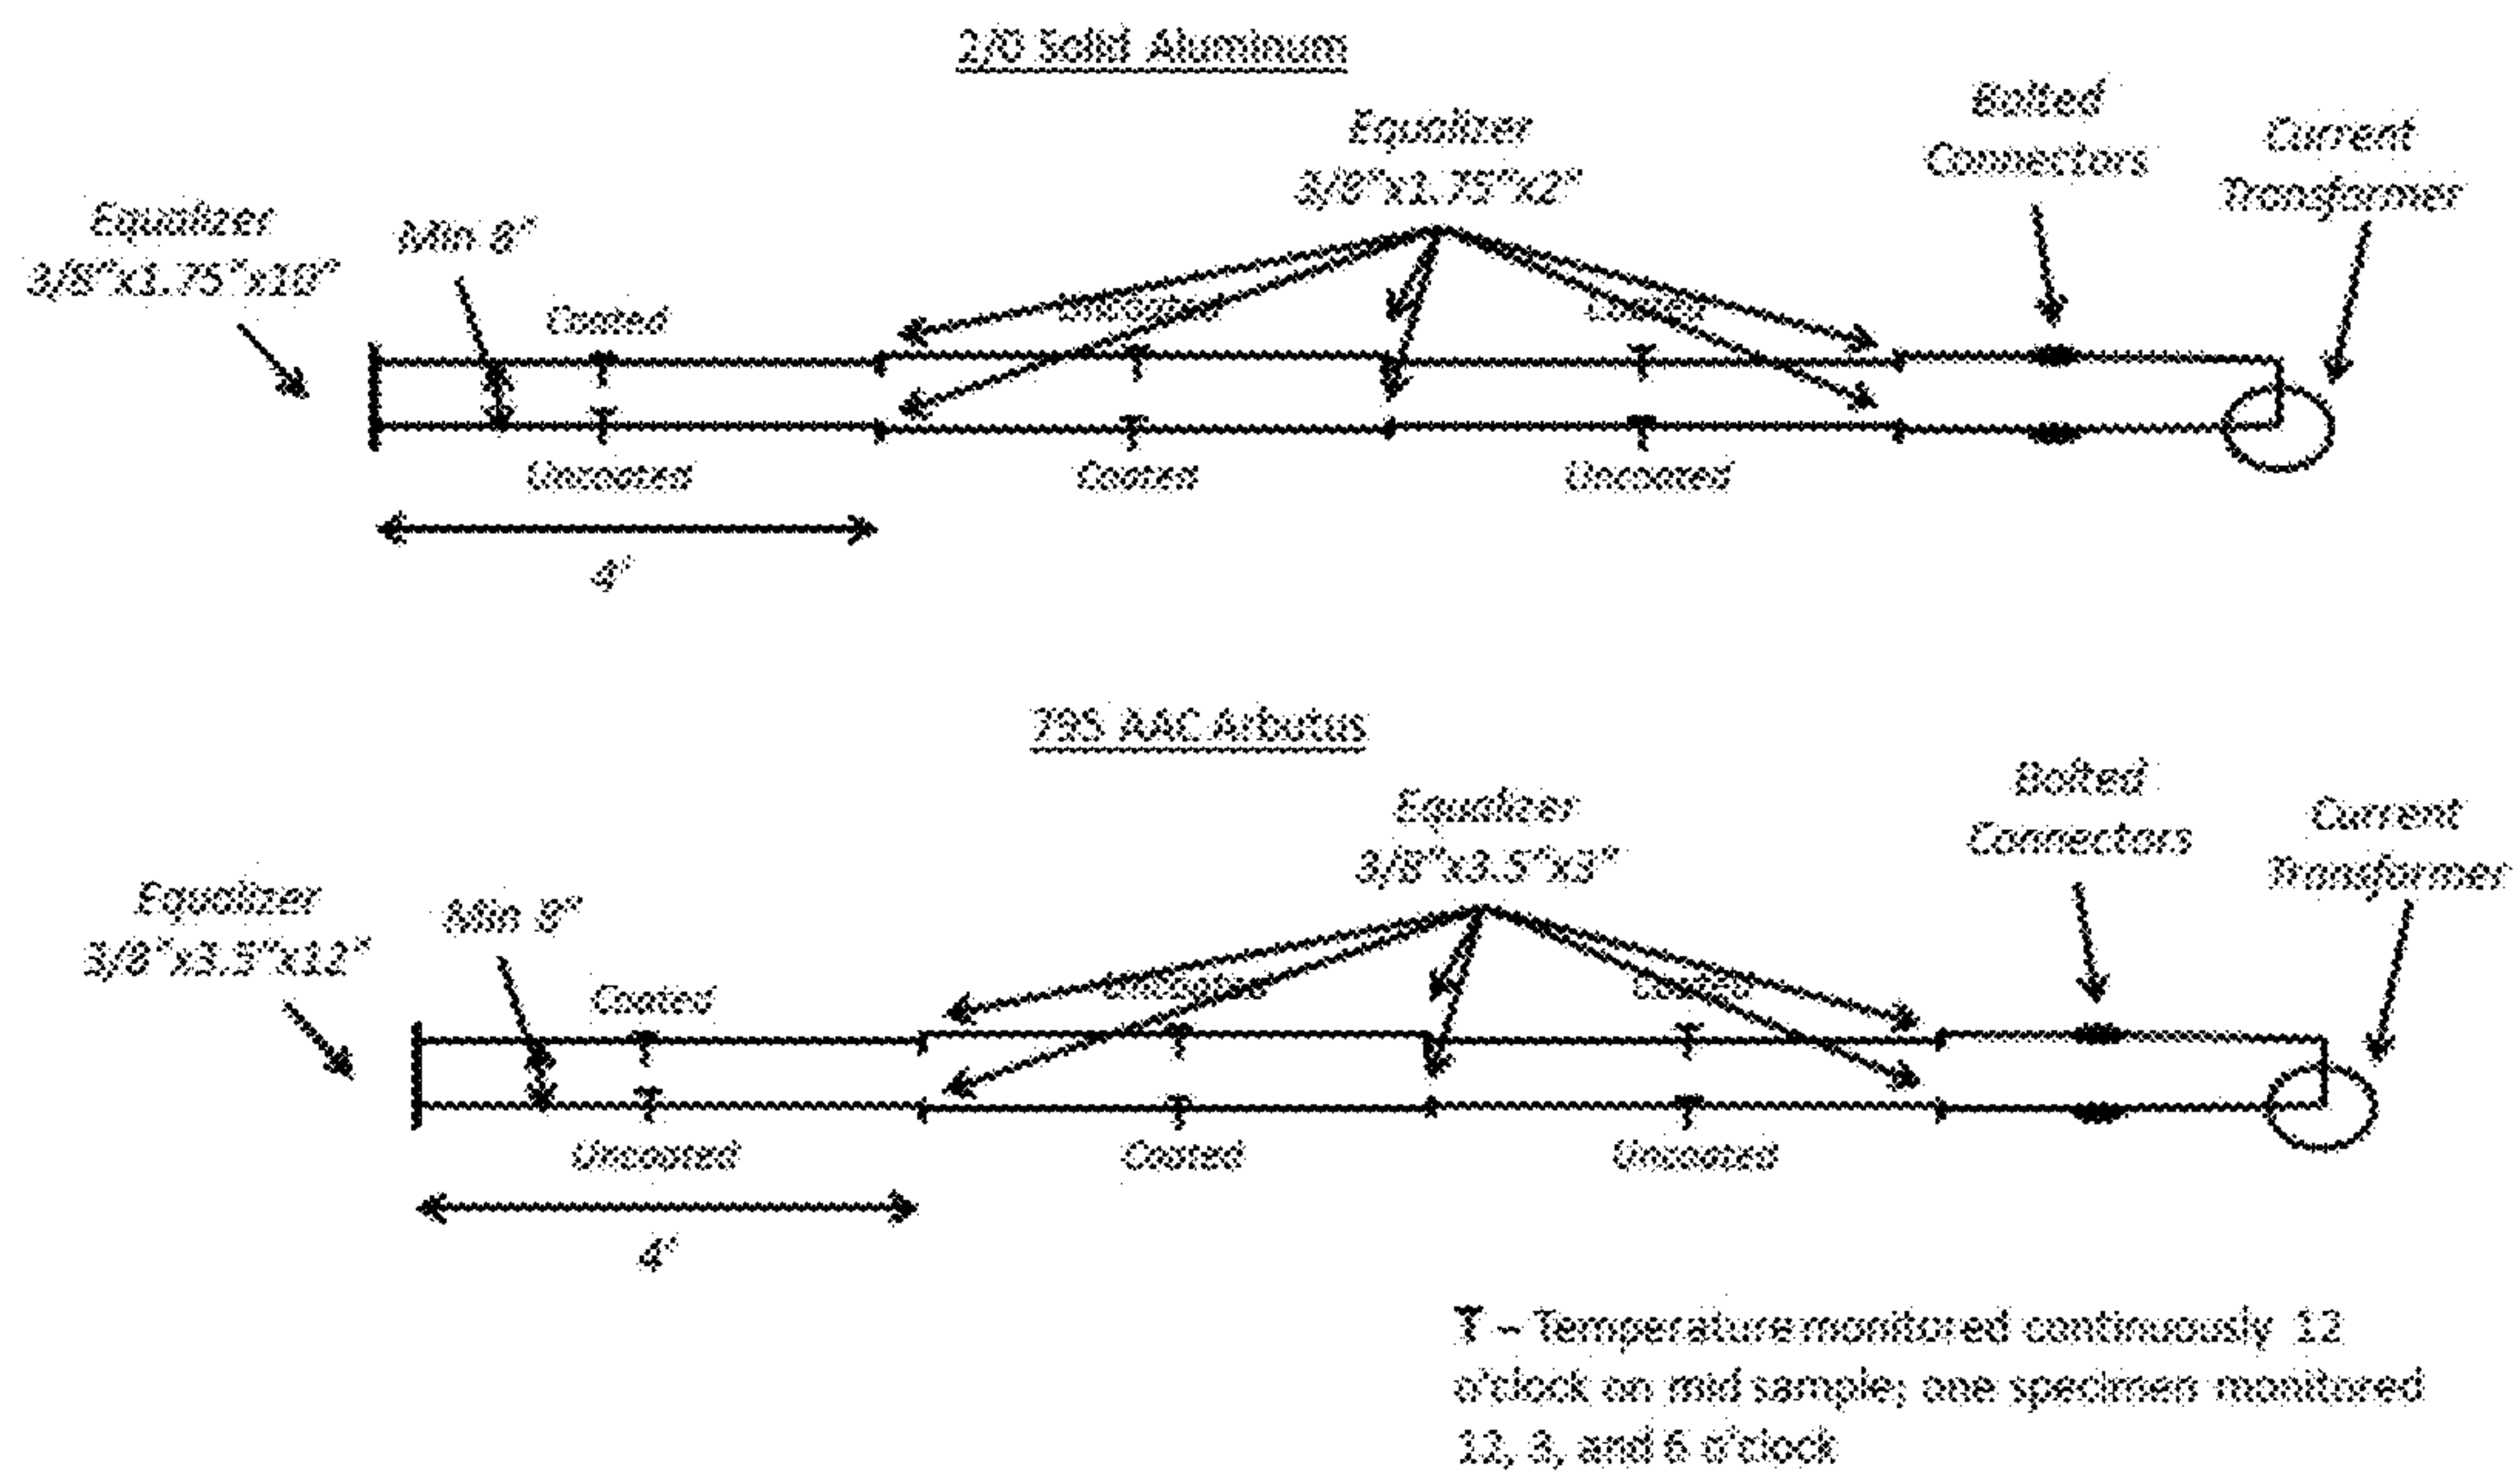 2/0 Solid Aluminum
Bolted
Connectors
Current
Transformer
Equalizer
3/8"x1.75"x2"
Equalizer
3/8"x1.75"x10"
Min 8"
Coated
Uncoated
Coated
Uncoated
Coated
Uncoated
4'
795 AAC Arbutus
Bolted
Connectors
Current
Transformer
Equalizer
3/8"x3.5"x3"
Equalizer
3/8"x3.5"x12"
Min 8"
Coated
Uncoated
Coated
Uncoated
Coated
Uncoated
4'
T – Temperature monitored continuously 12
o'clock on mid sample; one specimen monitored
12, 3, and 6 o'clock